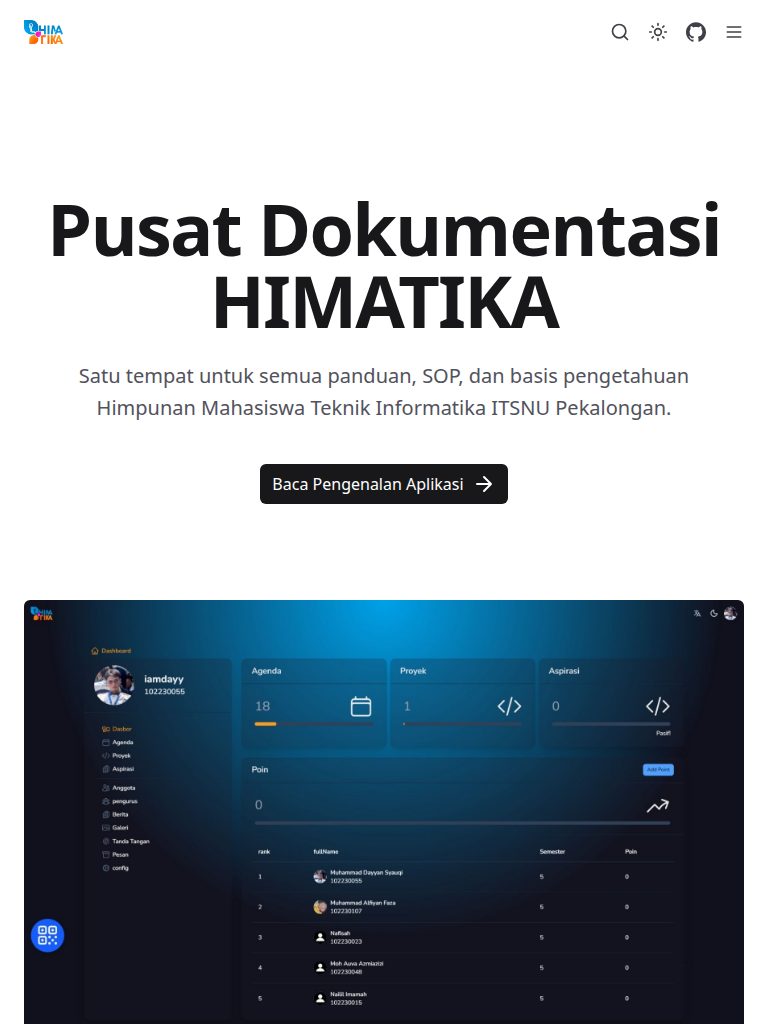 HIMA
TIKA
Pusat Dokumentasi
HIMATIKA
Satu tempat untuk semua panduan, SOP, dan basis pengetahuan
Himpunan Mahasiswa Teknik Informatika ITSNU Pekalongan.
Baca Pengenalan Aplikasi
HIMA
TIKA
Dashboard
iamdayy
102230055
Dasbor
Agenda
Proyek
Aspirasi
Anggota
pengurus
Berita
Galeri
Tanda Tangan
Pesan
config
Agenda
18
Proyek
1
Aspirasi
0
Pasif!
Poin
Add Point
0
rank fullName Semester Poin
1 Muhammad Dayyan Syauqi 5 0
102230055
2 Muhammad Alfiyan Faza 5 0
102230107
3 Nafisah 5 0
102230023
4 Moh Auva Azmiazizi 5 0
102230048
5 Nailil Imamah 5 0
102230015